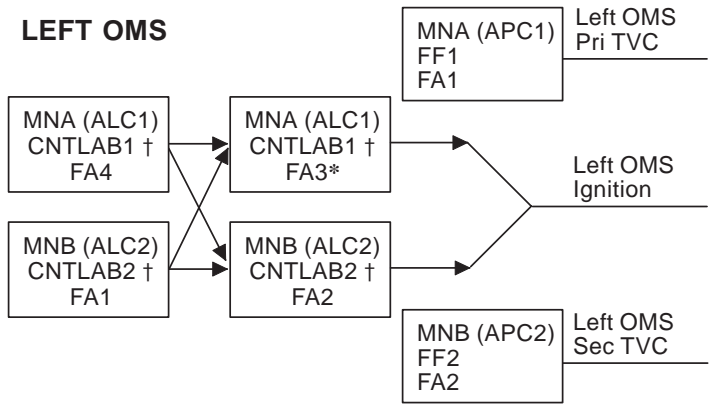 LEFT OMS
MNA (APC1)
FF1
FA1
Left OMS
Pri TVC
MNA (ALC1)
CNTLAB1 †
FA4
MNA (ALC1)
CNTLAB1 †
FA3*
Left OMS
Ignition
MNB (ALC2)
CNTLAB2 †
FA1
MNB (ALC2)
CNTLAB2 †
FA2
MNB (APC2)
FF2
FA2
Left OMS
Sec TVC